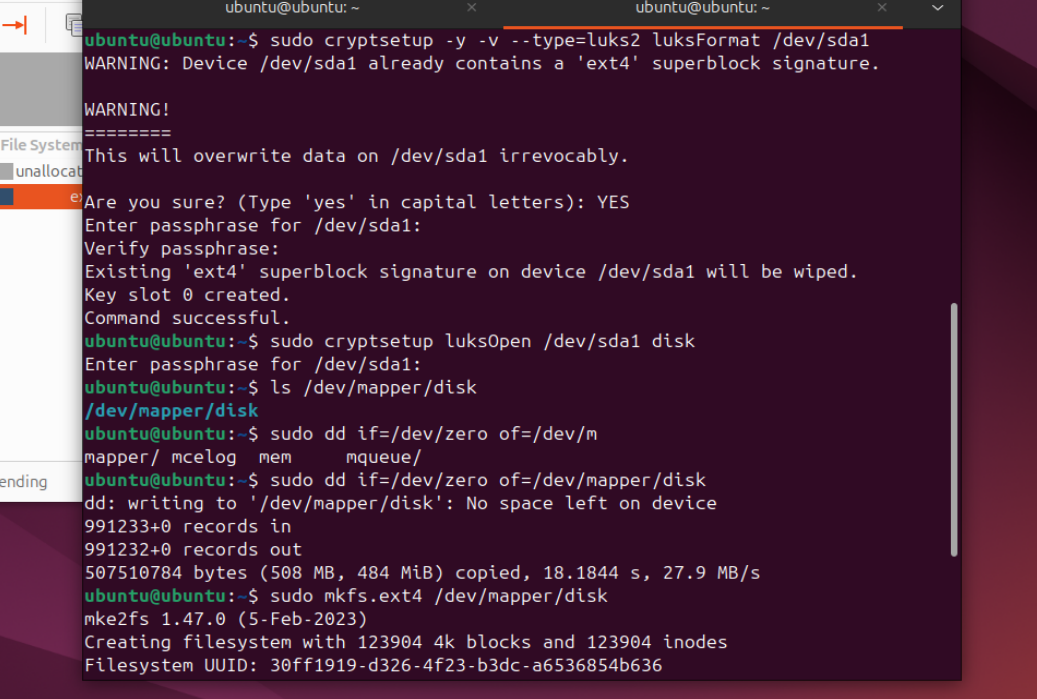 ubuntu@ubuntu: ~ × ubuntu@ubuntu: ~ ×
ubuntu@ubuntu:~$ sudo cryptsetup -y -v --type=luks2 luksFormat /dev/sda1
WARNING: Device /dev/sda1 already contains a 'ext4' superblock signature.
WARNING!
========
This will overwrite data on /dev/sda1 irrevocably.
Are you sure? (Type 'yes' in capital letters): YES
Enter passphrase for /dev/sda1:
Verify passphrase:
Existing 'ext4' superblock signature on device /dev/sda1 will be wiped.
Key slot 0 created.
Command successful.
ubuntu@ubuntu:~$ sudo cryptsetup luksOpen /dev/sda1 disk
Enter passphrase for /dev/sda1:
ubuntu@ubuntu:~$ ls /dev/mapper/disk
/dev/mapper/disk
ubuntu@ubuntu:~$ sudo dd if=/dev/zero of=/dev/m
mapper/ mcelog  mem     mqueue/
ubuntu@ubuntu:~$ sudo dd if=/dev/zero of=/dev/mapper/disk
dd: writing to '/dev/mapper/disk': No space left on device
991233+0 records in
991232+0 records out
507510784 bytes (508 MB, 484 MiB) copied, 18.1844 s, 27.9 MB/s
ubuntu@ubuntu:~$ sudo mkfs.ext4 /dev/mapper/disk
mke2fs 1.47.0 (5-Feb-2023)
Creating filesystem with 123904 4k blocks and 123904 inodes
Filesystem UUID: 30ff1919-d326-4f23-b3dc-a6536854b636
File System
unallocat
ex
ending